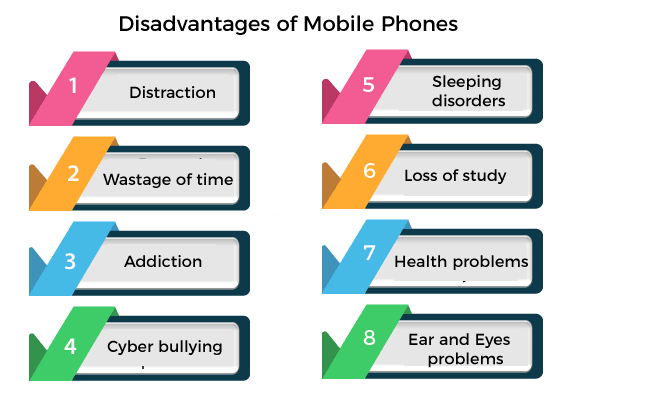 Disadvantages of Mobile Phones
1
Distraction
2
Wastage of time
3
Addiction
4
Cyber bullying
5
Sleeping
disorders
6
Loss of study
7
Health problems
8
Ear and Eyes
problems